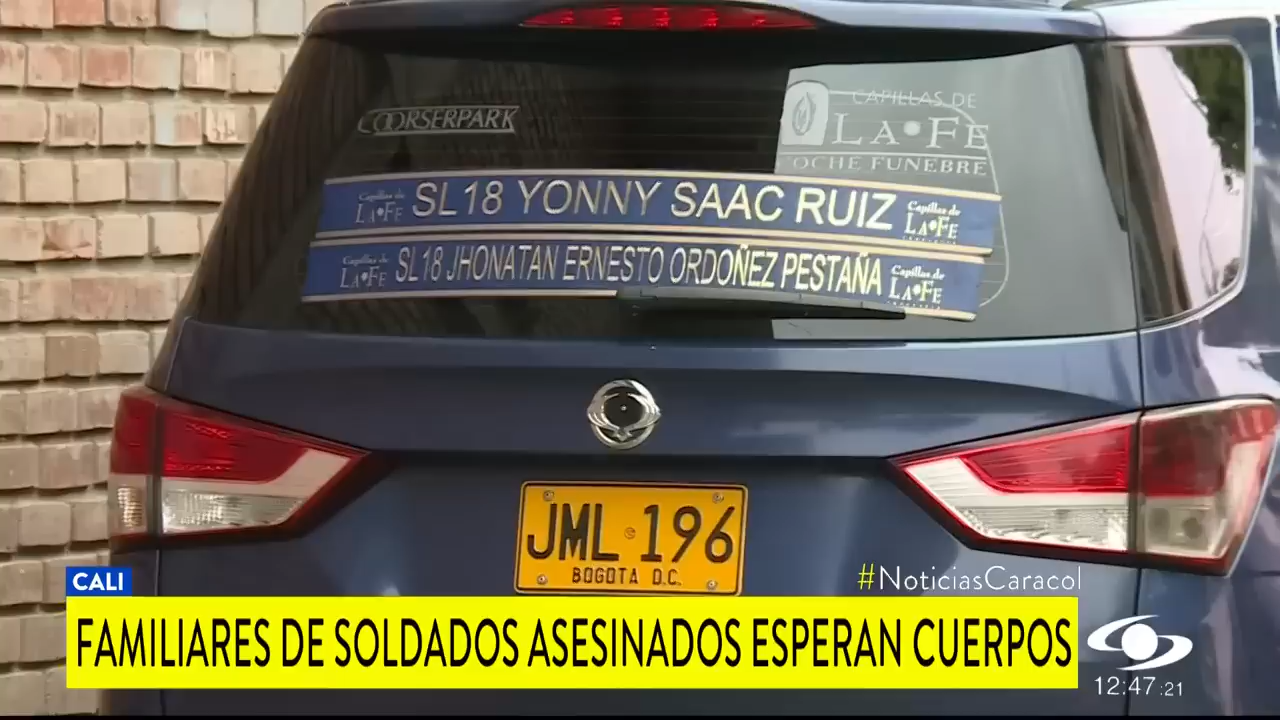 COORSERPARK
CAPILLAS DE
LA FE
COCHE FUNEBRE
Capillas de
LA FE
SL18 YONNY SAAC RUIZ
Capillas de
LA FE
Capillas de
LA FE
SL18 JHONATAN ERNESTO ORDOÑEZ PESTAÑA
Capillas de
LA FE
JML 196
BOGOTA D.C.
CALI
#NoticiasCaracol
FAMILIARES DE SOLDADOS ASESINADOS ESPERAN CUERPOS
12:47:21